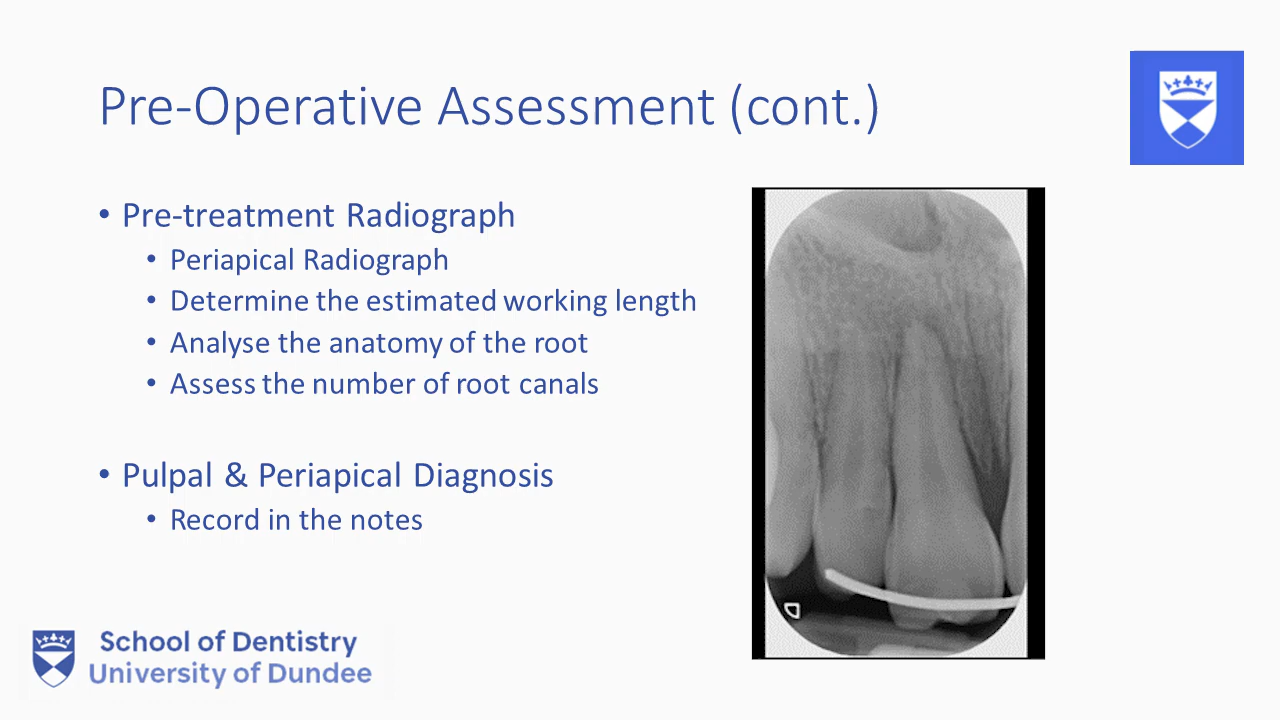 Pre-Operative Assessment (cont.)
• Pre-treatment Radiograph
• Periapical Radiograph
• Determine the estimated working length
• Analyse the anatomy of the root
• Assess the number of root canals
• Pulpal & Periapical Diagnosis
• Record in the notes
School of Dentistry
University of Dundee